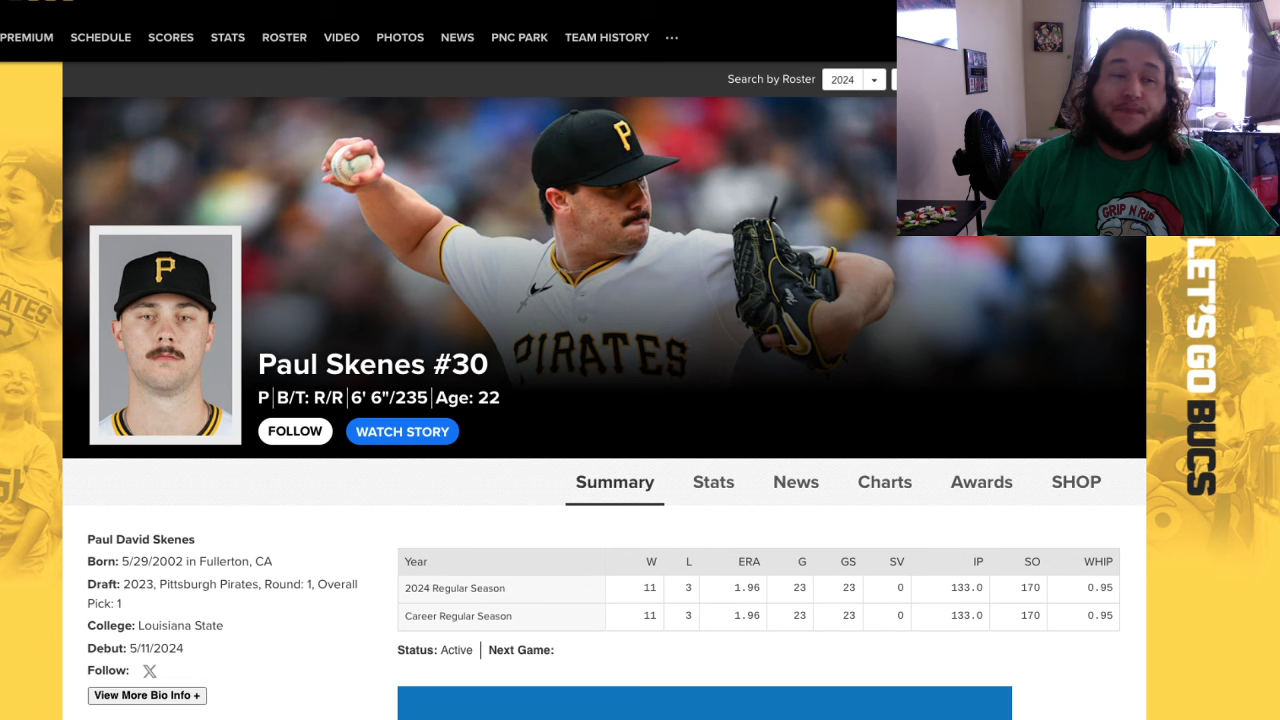 PREMIUM SCHEDULE SCORES STATS ROSTER VIDEO PHOTOS NEWS PNC PARK TEAM HISTORY ...
Search by Roster 2024
GRIP N RIP
P
P
PIRATES
PIRATES
LET'S GO BUCS
Paul Skenes #30
P B/T: R/R 6' 6"/235 Age: 22
FOLLOW WATCH STORY
Summary Stats News Charts Awards SHOP
Paul David Skenes
Born: 5/29/2002 in Fullerton, CA
Draft: 2023, Pittsburgh Pirates, Round: 1, Overall
Pick: 1
College: Louisiana State
Debut: 5/11/2024
Follow: X
View More Bio Info +
Year W L ERA G GS SV IP SO WHIP
2024 Regular Season 11 3 1.96 23 23 0 133.0 170 0.95
Career Regular Season 11 3 1.96 23 23 0 133.0 170 0.95
Status: Active Next Game: